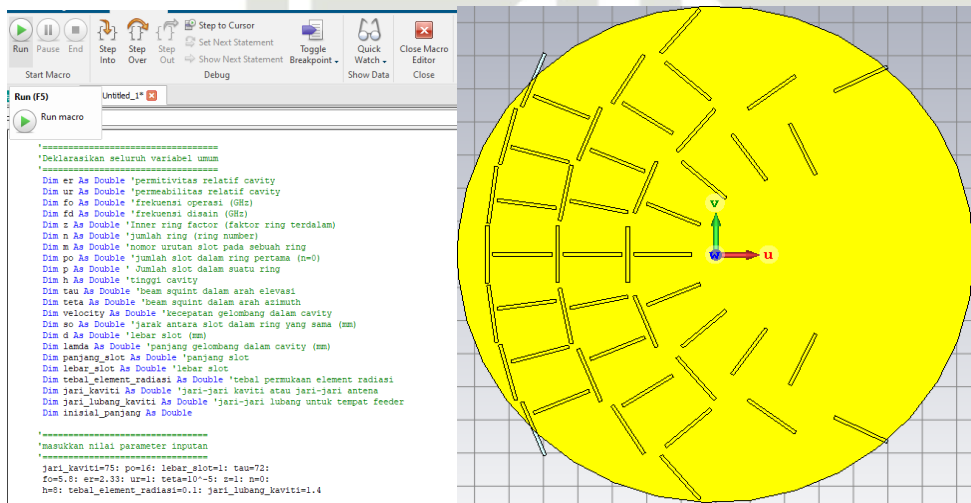 Run
Pause
End
Step Into
Step Over
Step Out
Step to Cursor
Set Next Statement
Show Next Statement
Toggle Breakpoint
Quick Watch
Close Macro Editor
Start Macro
Debug
Show Data
Close
Run (F5)
Run macro
Untitled_1*
'==================================
'Deklarasikan seluruh variabel umum
'==================================
Dim er As Double 'permitivitas relatif cavity
Dim ur As Double 'permeabilitas relatif cavity
Dim fo As Double 'frekuensi operasi (GHz)
Dim fd As Double 'frekuensi disain (GHz)
Dim z As Double 'Inner ring factor (faktor ring terdalam)
Dim n As Double 'jumlah ring (ring number)
Dim m As Double 'nomor urutan slot pada sebuah ring
Dim po As Double 'jumlah slot dalam ring pertama (n=0)
Dim p As Double ' Jumlah slot dalam suatu ring
Dim h As Double 'tinggi cavity
Dim tau As Double 'beam squint dalam arah elevasi
Dim teta As Double 'beam squint dalam arah azimuth
Dim velocity As Double 'kecepatan gelombang dalam cavity
Dim so As Double 'jarak antara slot dalam ring yang sama (mm)
Dim d As Double 'lebar slot (mm)
Dim lamda As Double 'panjang gelombang dalam cavity (mm)
Dim panjang_slot As Double 'panjang slot
Dim lebar_slot As Double 'lebar slot
Dim tebal_element_radiasi As Double 'tebal permukaan element radiasi
Dim jari_kaviti As Double 'jari-jari kaviti atau jari-jari antena
Dim jari_lubang_kaviti As Double 'jari-jari lubang untuk tempat feeder
Dim inisial_panjang As Double
'================================
'masukkan nilai parameter inputan
'================================
jari_kaviti=75: po=16: lebar_slot=1: tau=72:
fo=5.8: er=2.33: ur=1: teta=10^-5: z=1: n=0:
h=8: tebal_element_radiasi=0.1: jari_lubang_kaviti=1.4
v
w
u